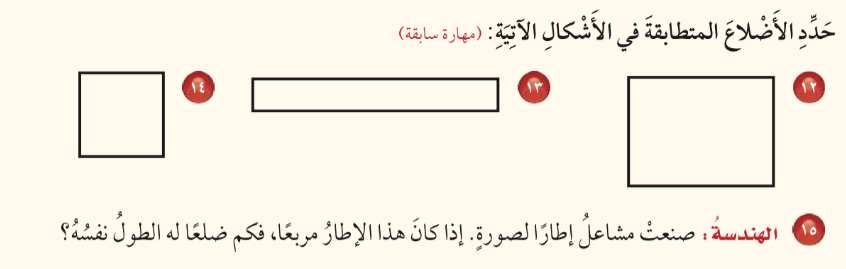 حَدِّدِ الأَضْلاعَ المتطابقةَ في الأَشْكالِ الآتِيَةِ: (مهارة سابقة)
١٢ ١٣ ١٤
١٥ الهندسةُ: صنعتْ مشاعلُ إطارًا لصورةٍ. إذا كانَ هذا الإطارُ مربعًا، فكم ضلعًا له الطولُ نفسُهُ؟